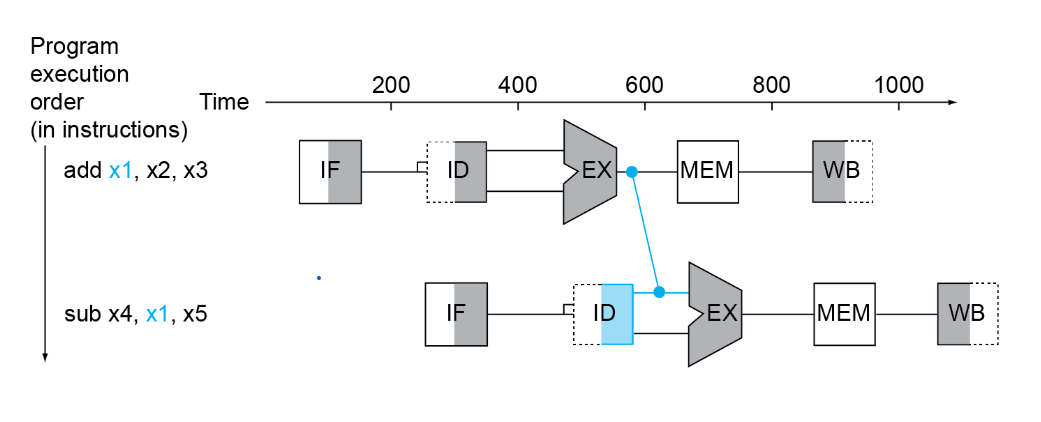 Program
execution
order
(in instructions)
Time
200 400 600 800 1000
add x1, x2, x3
IF ID EX MEM WB
sub x4, x1, x5
IF ID EX MEM WB